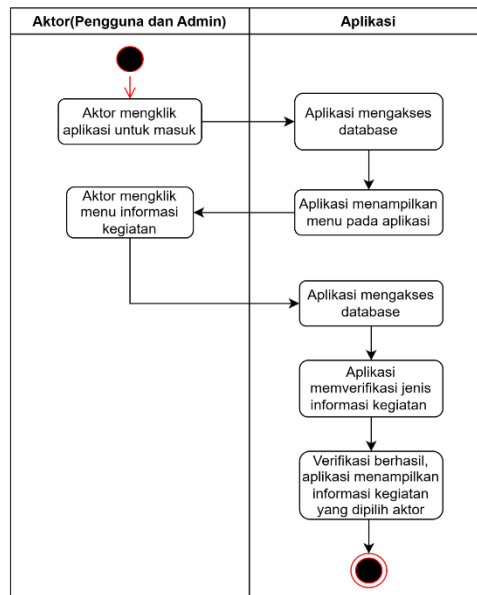 Aktor(Pengguna dan Admin)
Aplikasi
Aktor mengklik
aplikasi untuk masuk
Aplikasi mengakses
database
Aktor mengklik
menu informasi
kegiatan
Aplikasi menampilkan
menu pada aplikasi
Aplikasi mengakses
database
Aplikasi
memverifikasi jenis
informasi kegiatan
Verifikasi berhasil,
aplikasi menampilkan
informasi kegiatan
yang dipilih aktor